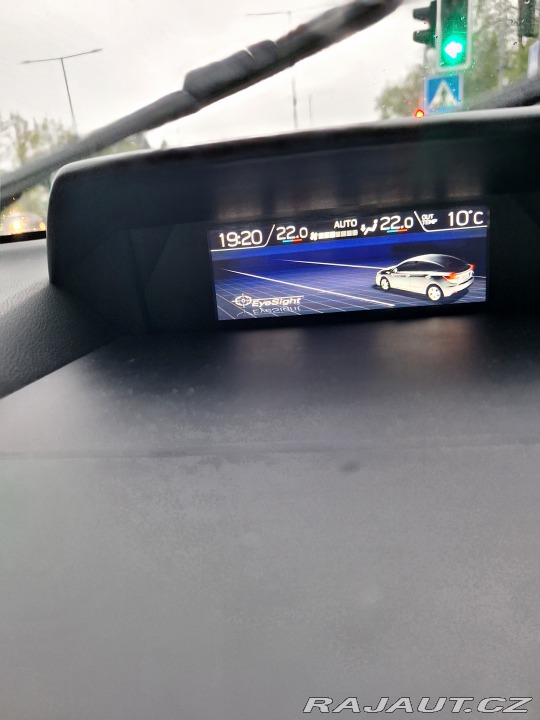 19:20 22.0 AUTO 22.0 OUT TEMP 10°C
EyeSight
RAJAUT.CZ